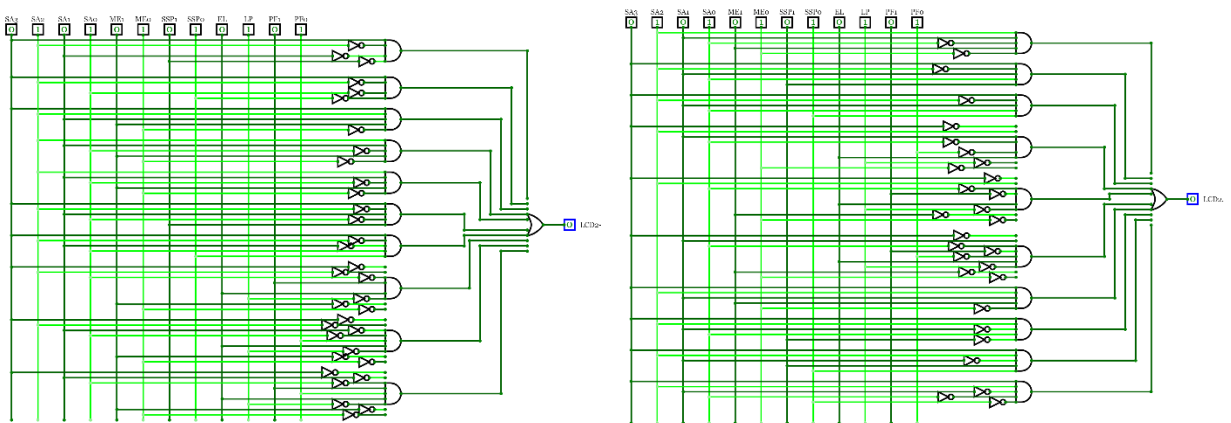 SA3 SA2 SA1 SA0 ME1 ME0 SSP1 SSP0 EL LP PF1 PF0
0 1 0 1 0 1 0 1 0 1 0 1
0 LCD2-
SA3 SA2 SA1 SA0 ME1 ME0 SSP1 SSP0 EL LP PF1 PF0
0 1 0 1 0 1 0 1 0 1 0 1
0